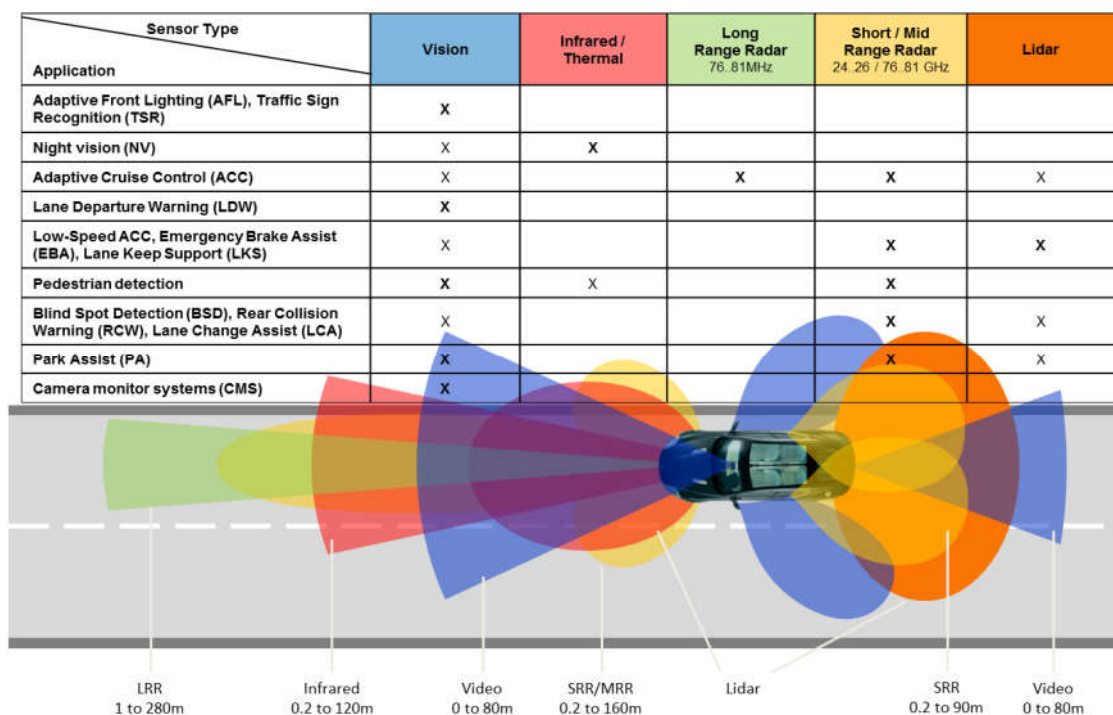 Sensor Type
Application
Vision
Infrared /
Thermal
Long
Range Radar
76..81MHz
Short / Mid
Range Radar
24..26 / 76..81 GHz
Lidar
Adaptive Front Lighting (AFL), Traffic Sign
Recognition (TSR)
X
Night vision (NV)
X X
Adaptive Cruise Control (ACC)
X X X X
Lane Departure Warning (LDW)
X
Low-Speed ACC, Emergency Brake Assist
(EBA), Lane Keep Support (LKS)
X X X
Pedestrian detection
X X X
Blind Spot Detection (BSD), Rear Collision
Warning (RCW), Lane Change Assist (LCA)
X X X
Park Assist (PA)
X X X
Camera monitor systems (CMS)
X
LRR
1 to 280m
Infrared
0.2 to 120m
Video
0 to 80m
SRR/MRR
0.2 to 160m
Lidar
SRR
0.2 to 90m
Video
0 to 80m